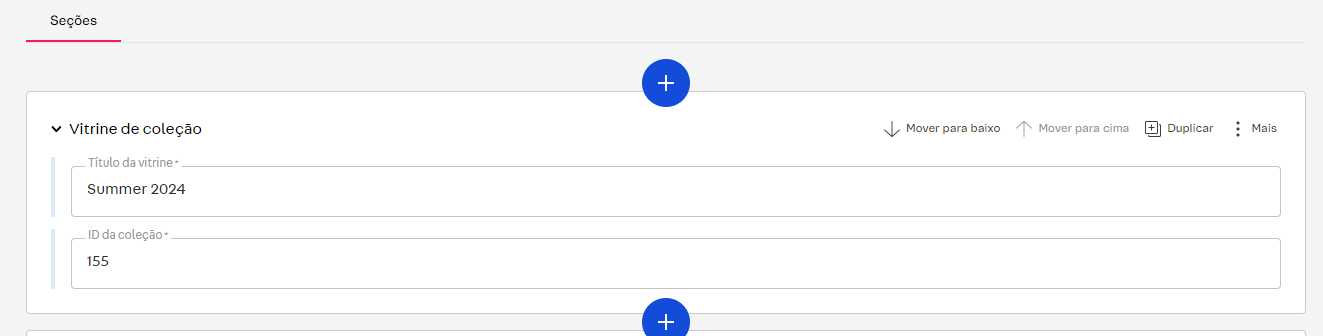 Seções
Vitrine de coleção
Mover para baixo
Mover para cima
Duplicar
Mais
Título da vitrine *
Summer 2024
ID da coleção *
155